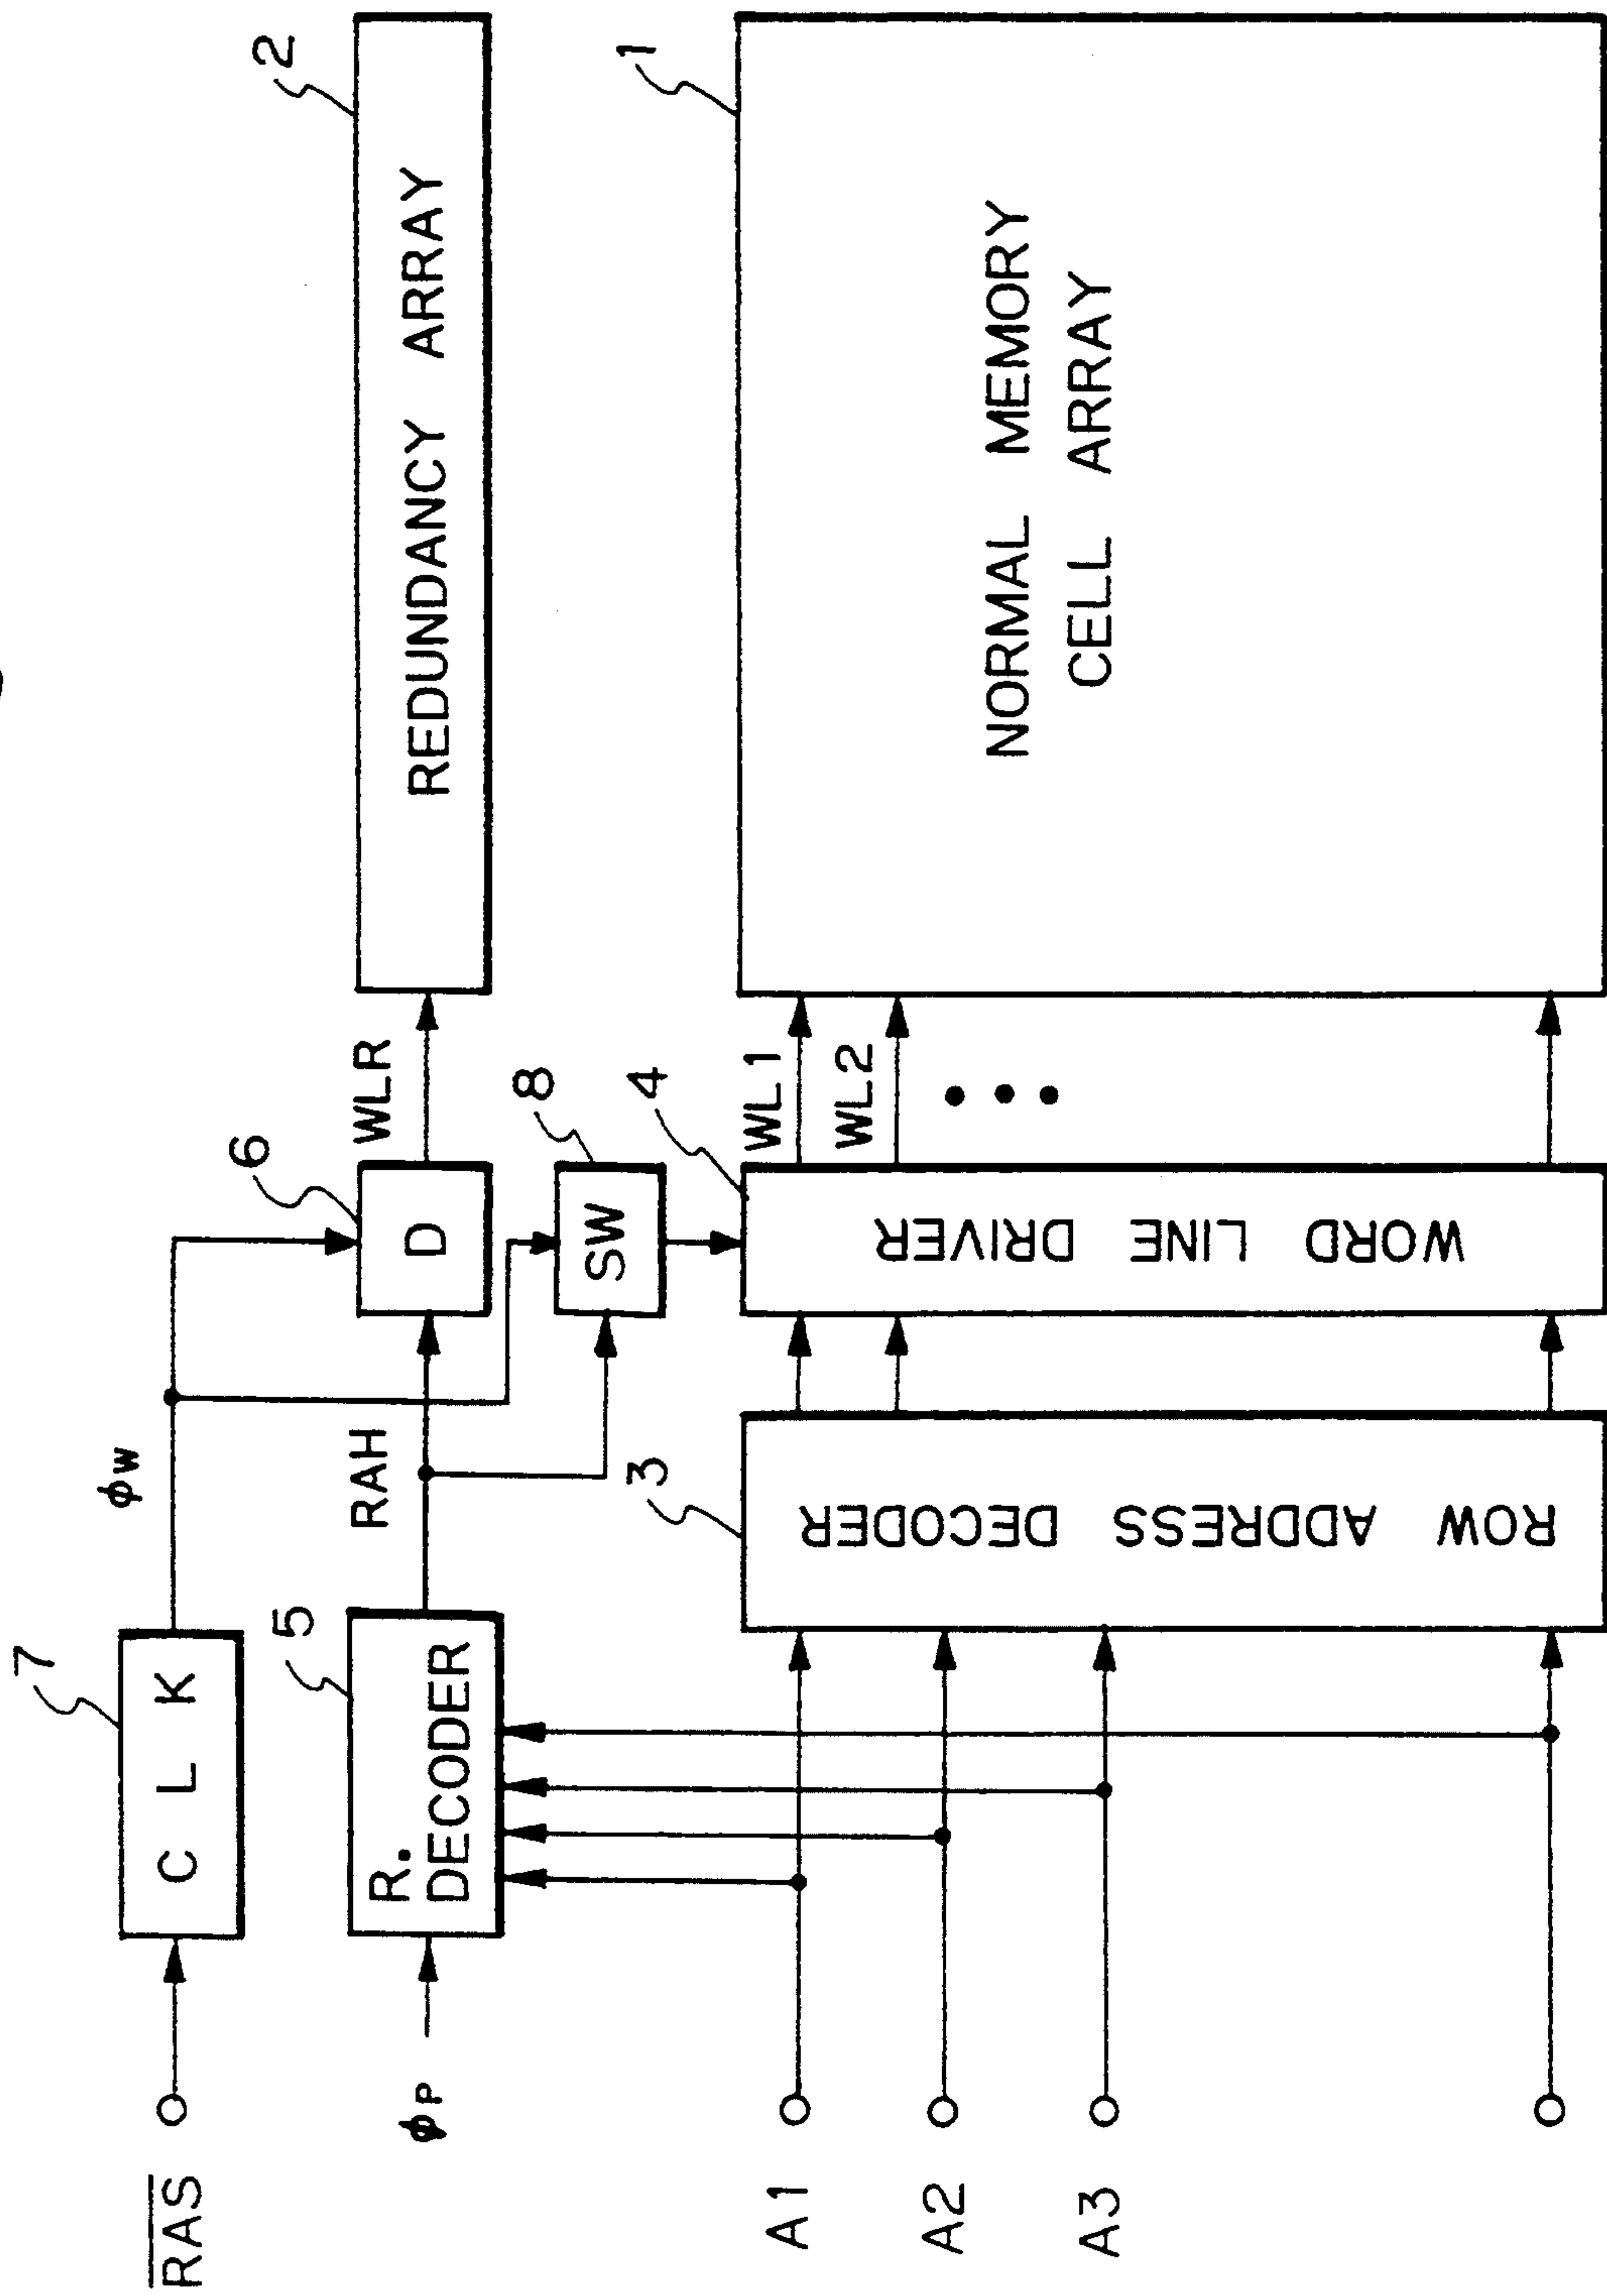 RAS
7
C L K
φW
φP
5
R.
DECODER
RAH
6
D
WLR
2
REDUNDANCY ARRAY
8
SW
A1
A2
A3
3
ROW ADDRESS DECODER
4
WORD LINE DRIVER
WL1
WL2
1
NORMAL MEMORY
CELL ARRAY